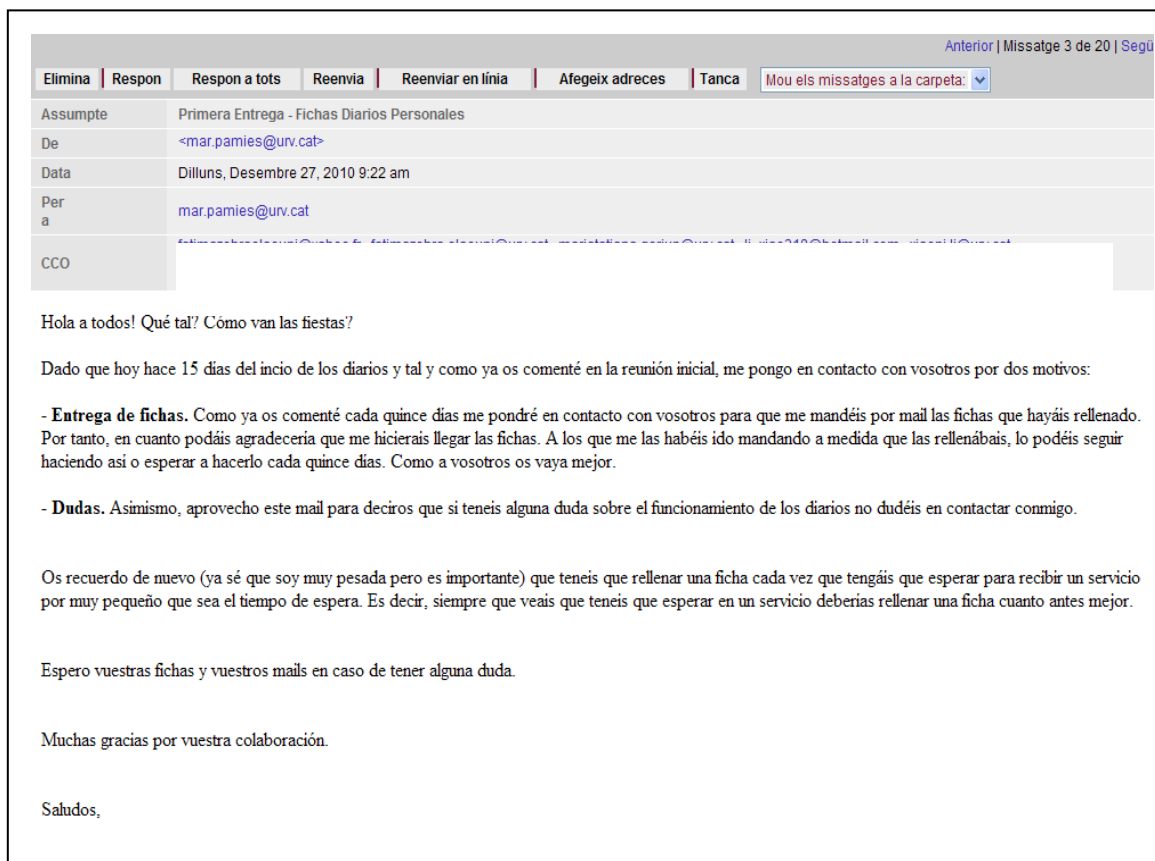 Anterior | Missatge 3 de 20 | Segü
Elimina Respon Respon a tots Reenvia Reenviar en línia Afegeix adreces Tanca Mou els missatges a la carpeta:
Assumpte Primera Entrega - Fichas Diarios Personales
De <mar.pamies@urv.cat>
Data Dilluns, Desembre 27, 2010 9:22 am
Per
a mar.pamies@urv.cat
CCO
Hola a todos! Qué tal? Cómo van las fiestas?
Dado que hoy hace 15 días del incio de los diarios y tal y como ya os comenté en la reunión inicial, me pongo en contacto con vosotros por dos motivos:
- Entrega de fichas. Como ya os comenté cada quince días me pondré en contacto con vosotros para que me mandéis por mail las fichas que hayáis rellenado.
Por tanto, en cuanto podáis agradecería que me hicierais llegar las fichas. A los que me las habéis ido mandando a medida que las rellenábais, lo podéis seguir
haciendo así o esperar a hacerlo cada quince días. Como a vosotros os vaya mejor.
- Dudas. Asimismo, aprovecho este mail para deciros que si teneis alguna duda sobre el funcionamiento de los diarios no dudéis en contactar conmigo.
Os recuerdo de nuevo (ya sé que soy muy pesada pero es importante) que teneis que rellenar una ficha cada vez que tengáis que esperar para recibir un servicio
por muy pequeño que sea el tiempo de espera. Es decir, siempre que veais que teneis que esperar en un servicio deberías rellenar una ficha cuanto antes mejor.
Espero vuestras fichas y vuestros mails en caso de tener alguna duda.
Muchas gracias por vuestra colaboración.
Saludos,